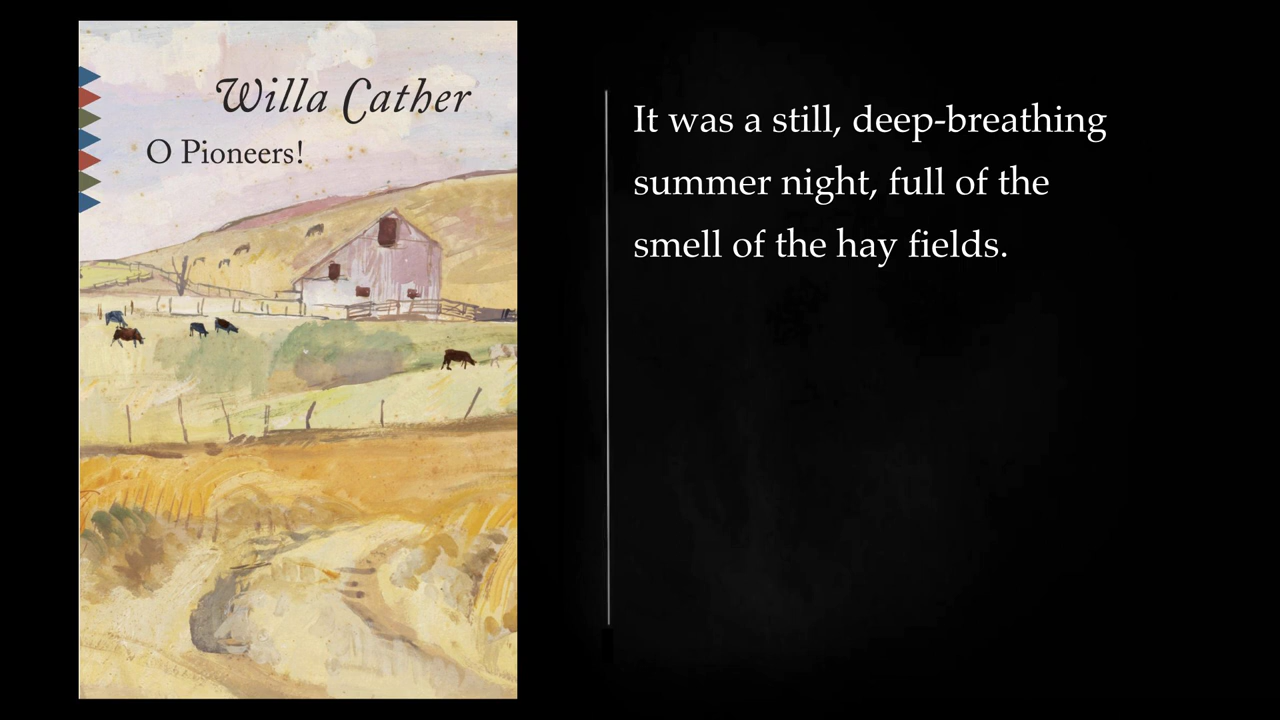 Willa Cather
O Pioneers!
It was a still, deep-breathing
summer night, full of the
smell of the hay fields.